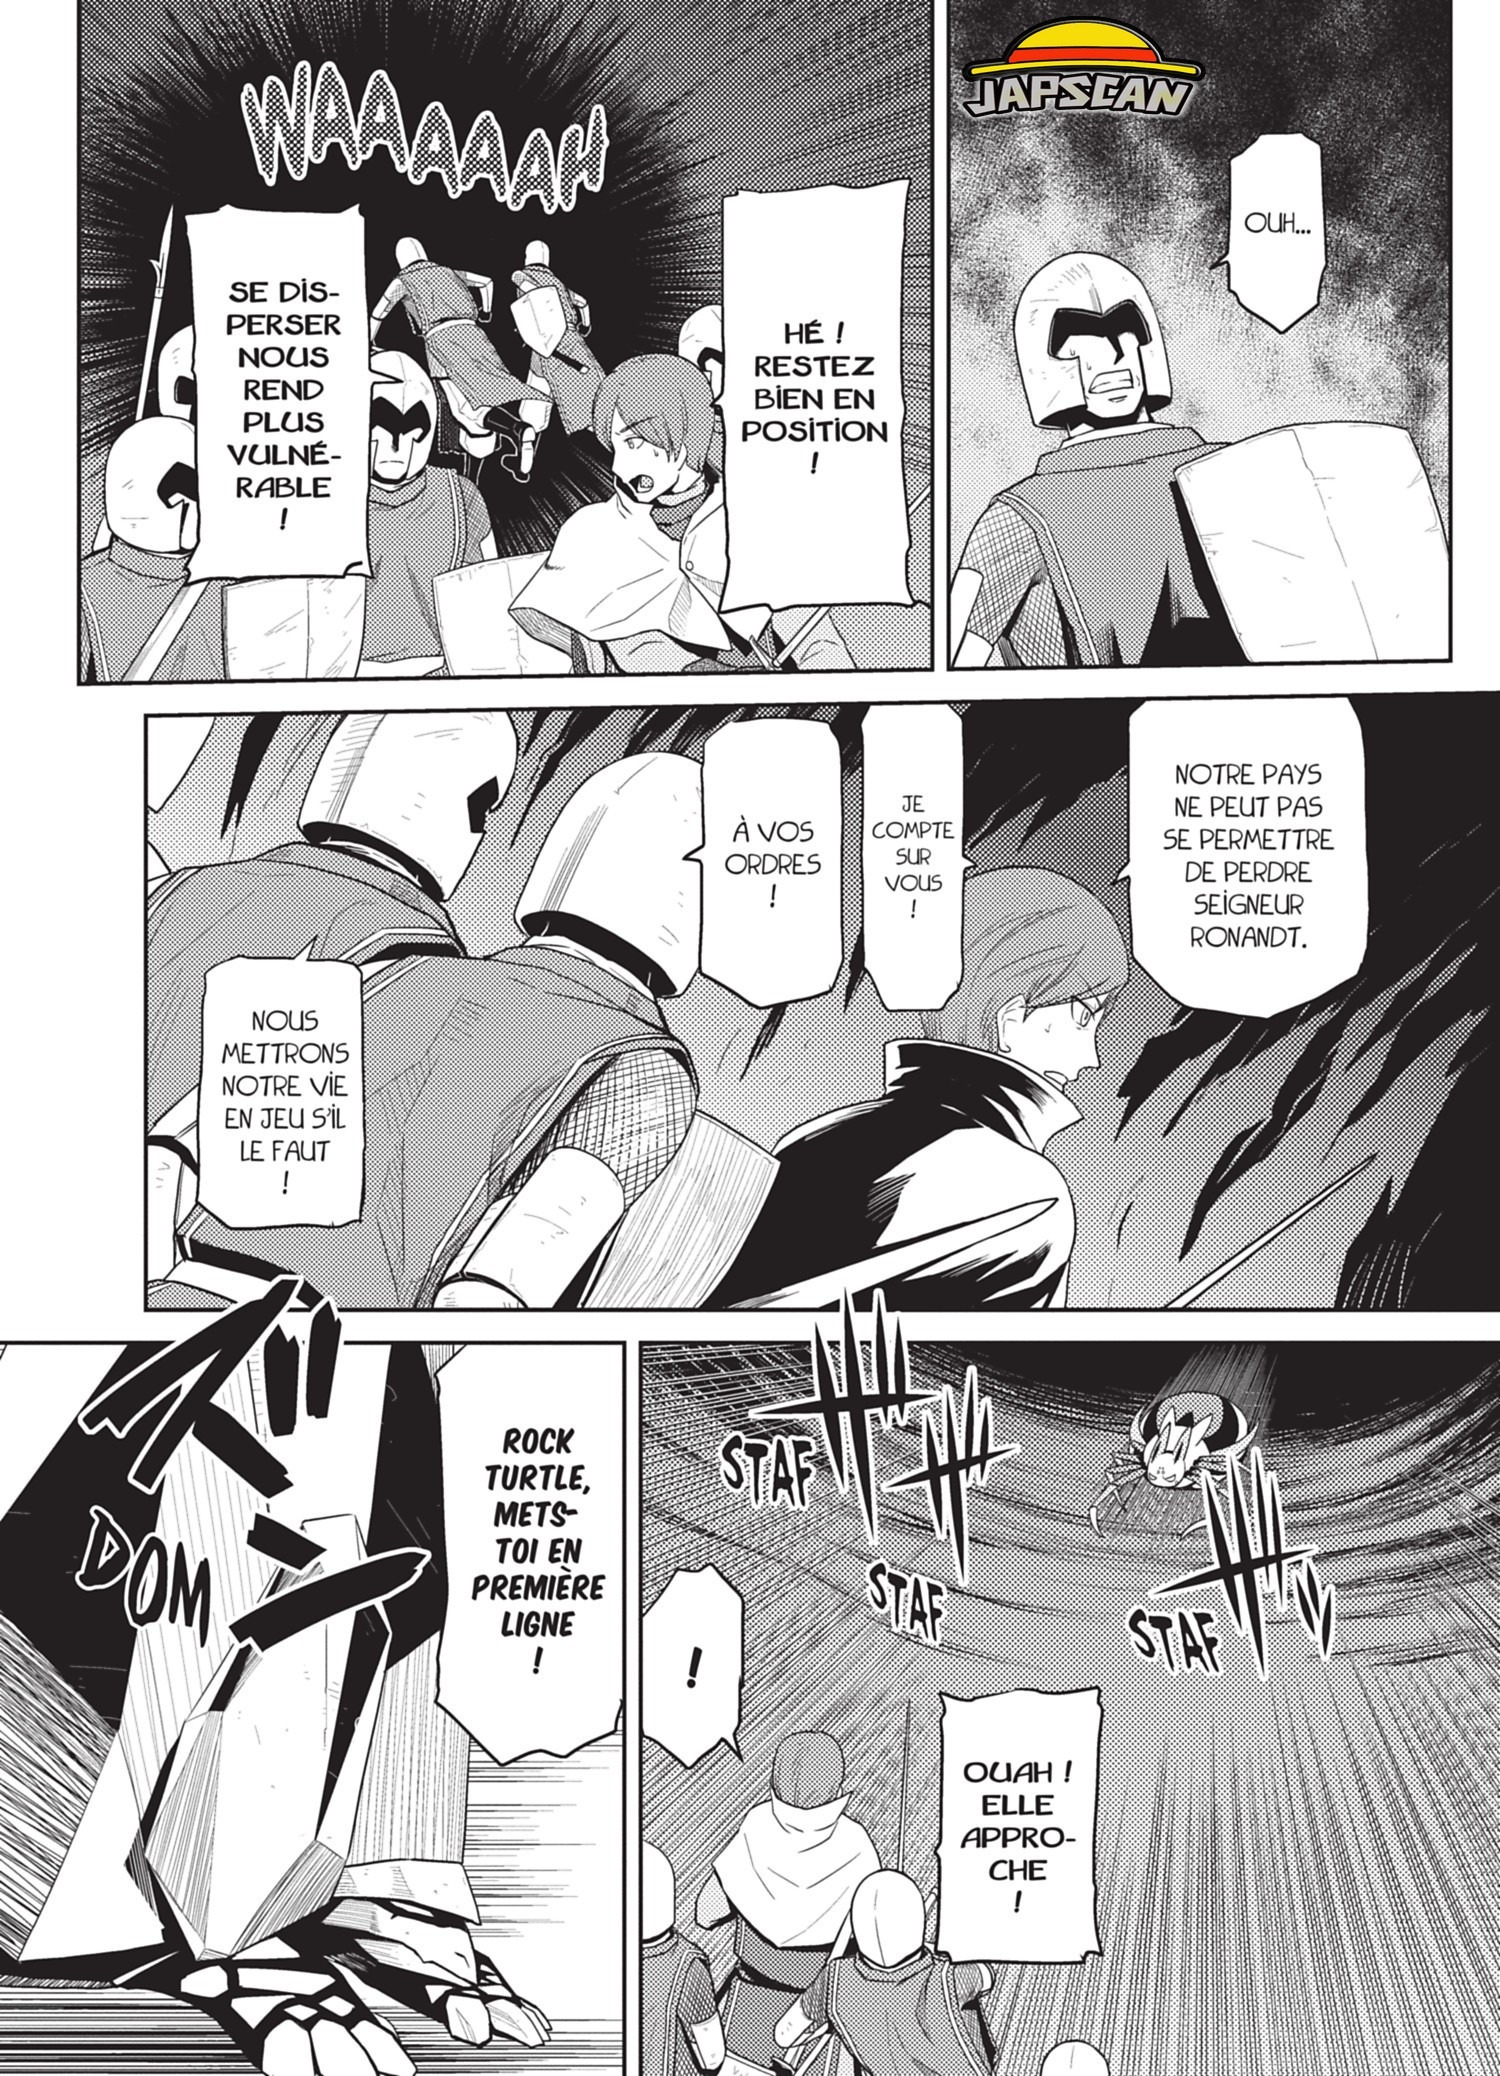 JAPSCAN
OUH...
HÉ !
RESTEZ
BIEN EN
POSITION
!
WAAAAAAH
SE DIS-
PERSER
NOUS
REND
PLUS
VULNÉ-
RABLE
!
NOTRE PAYS
NE PEUT PAS
SE PERMETTRE
DE PERDRE
SEIGNEUR
RONANDT.
JE
COMPTE
SUR
VOUS
!
À VOS
ORDRES
!
NOUS
METTRONS
NOTRE VIE
EN JEU S'IL
LE FAUT
!
STAF
STAF
STAF
OUAH !
ELLE
APPRO-
CHE
!
!
ROCK
TURTLE,
METS-
TOI EN
PREMIÈRE
LIGNE
!
ズシン
DOM